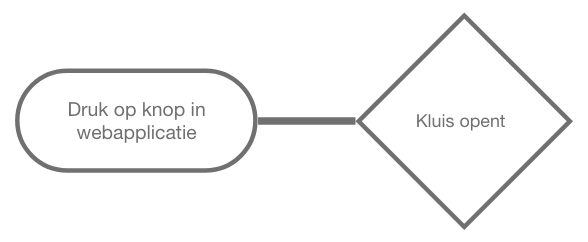 Druk op knop in
webapplicatie
Kluis opent